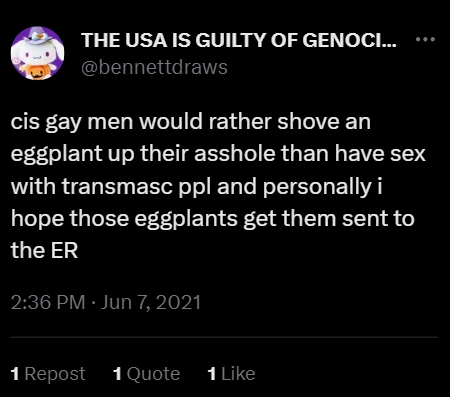 THE USA IS GUILTY OF GENOCI...
@bennettdraws
cis gay men would rather shove an
eggplant up their asshole than have sex
with transmasc ppl and personally i
hope those eggplants get them sent to
the ER
2:36 PM · Jun 7, 2021
1 Repost 1 Quote 1 Like